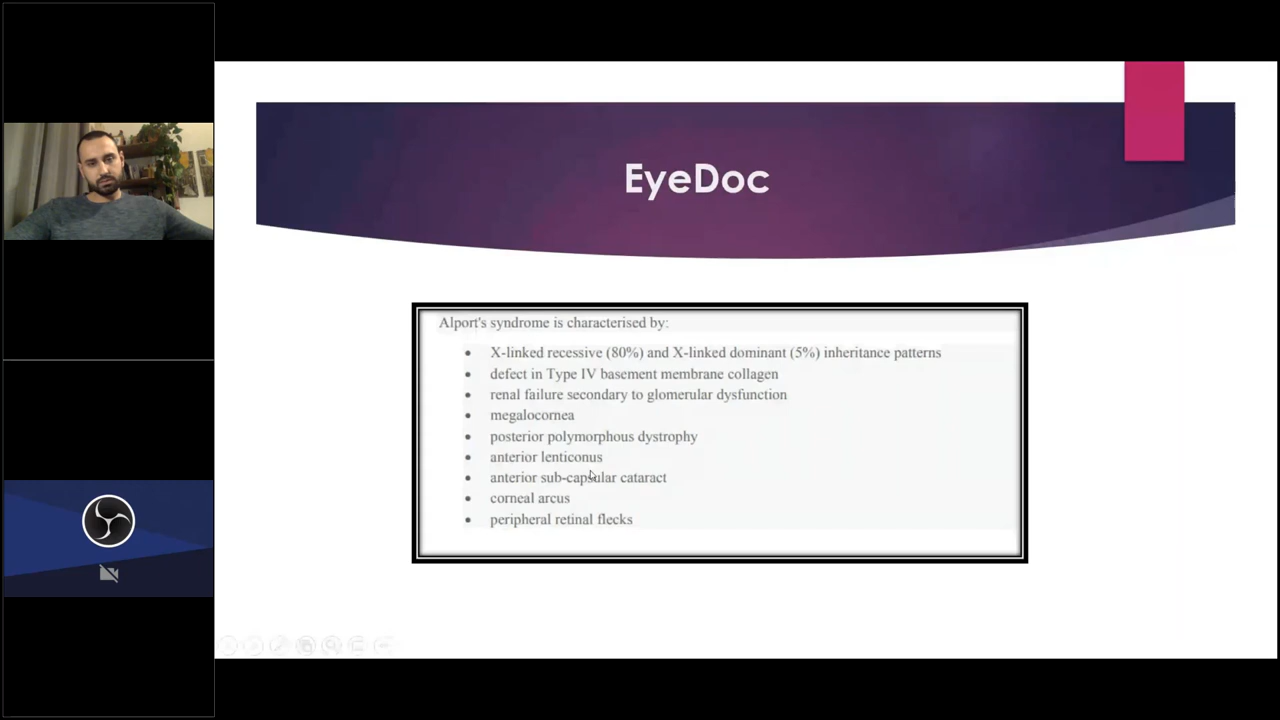 EyeDoc
Alport's syndrome is characterised by:
• X-linked recessive (80%) and X-linked dominant (5%) inheritance patterns
• defect in Type IV basement membrane collagen
• renal failure secondary to glomerular dysfunction
• megalocornea
• posterior polymorphous dystrophy
• anterior lenticonus
• anterior sub-capsular cataract
• corneal arcus
• peripheral retinal flecks